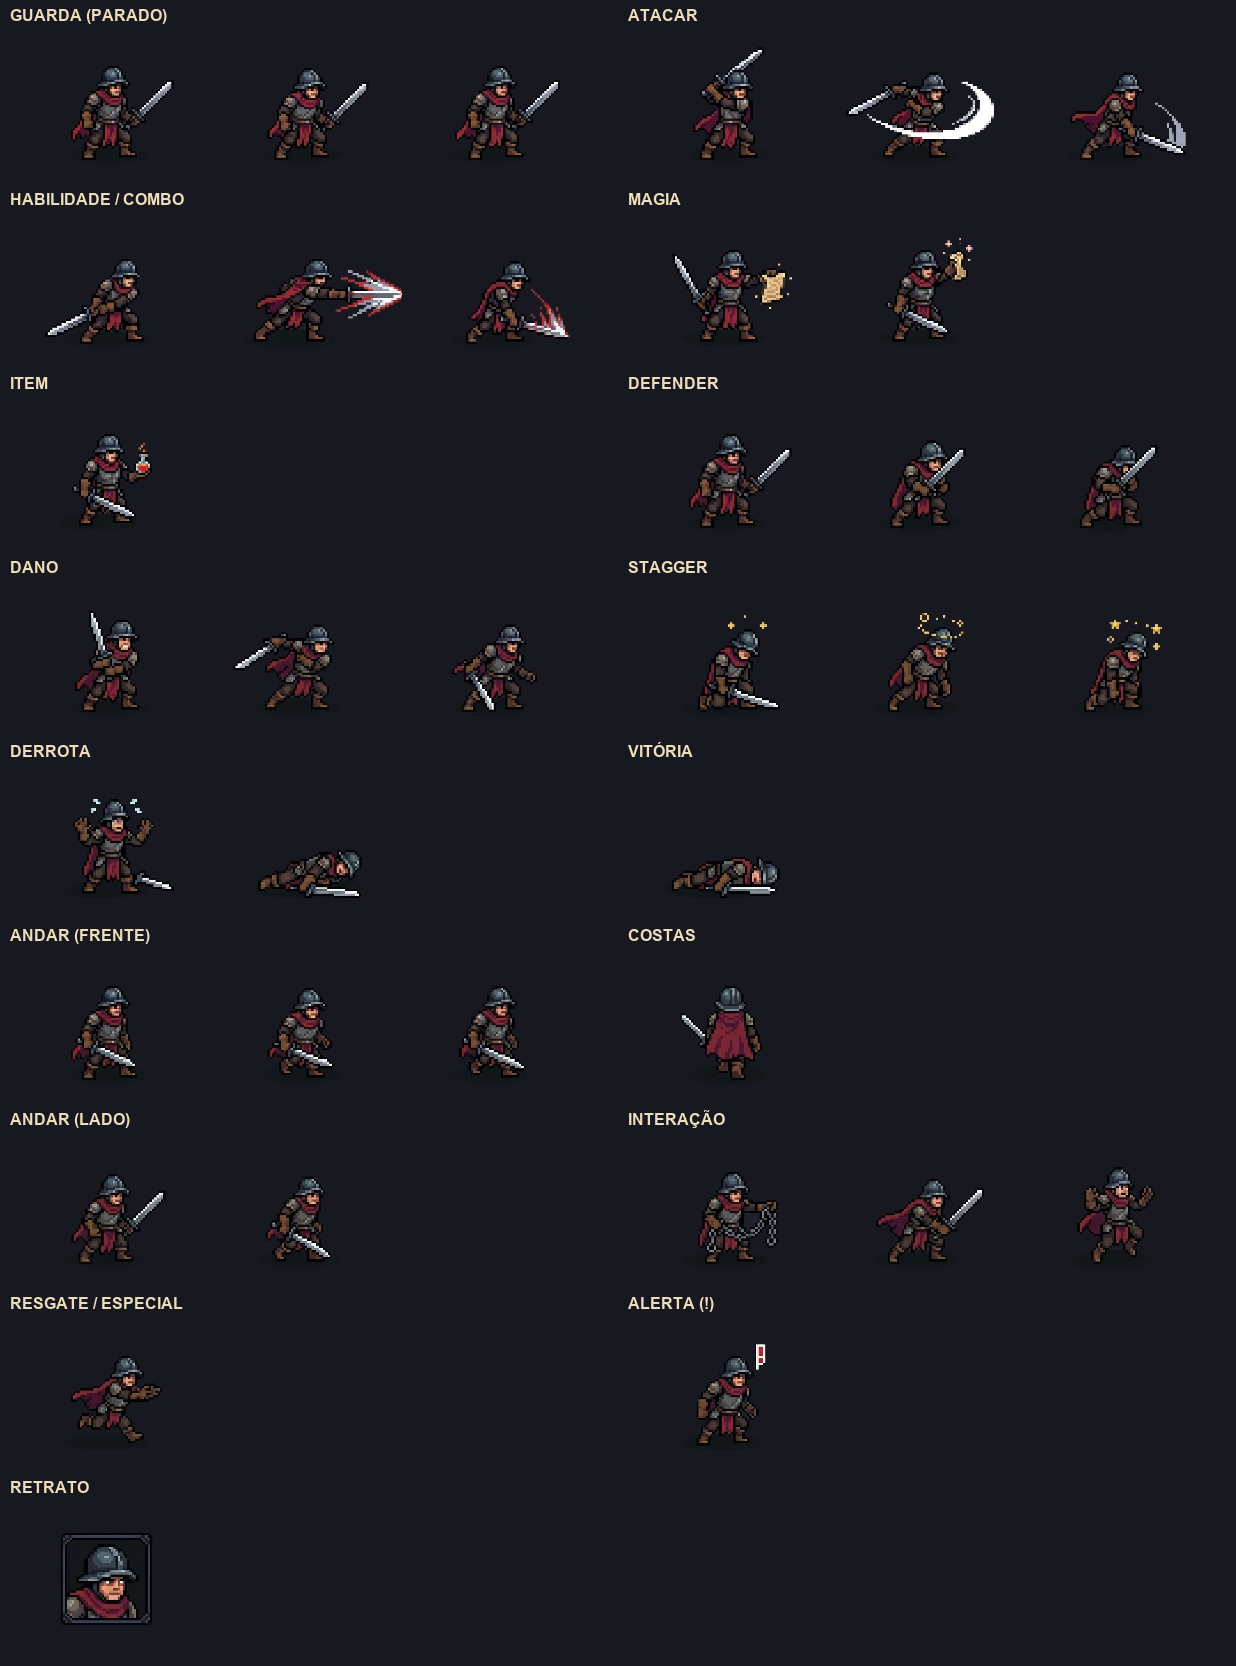 GUARDA (PARADO)
ATACAR
HABILIDADE / COMBO
MAGIA
ITEM
DEFENDER
DANO
STAGGER
DERROTA
VITÓRIA
ANDAR (FRENTE)
COSTAS
ANDAR (LADO)
INTERAÇÃO
RESGATE / ESPECIAL
ALERTA (!)
!
RETRATO